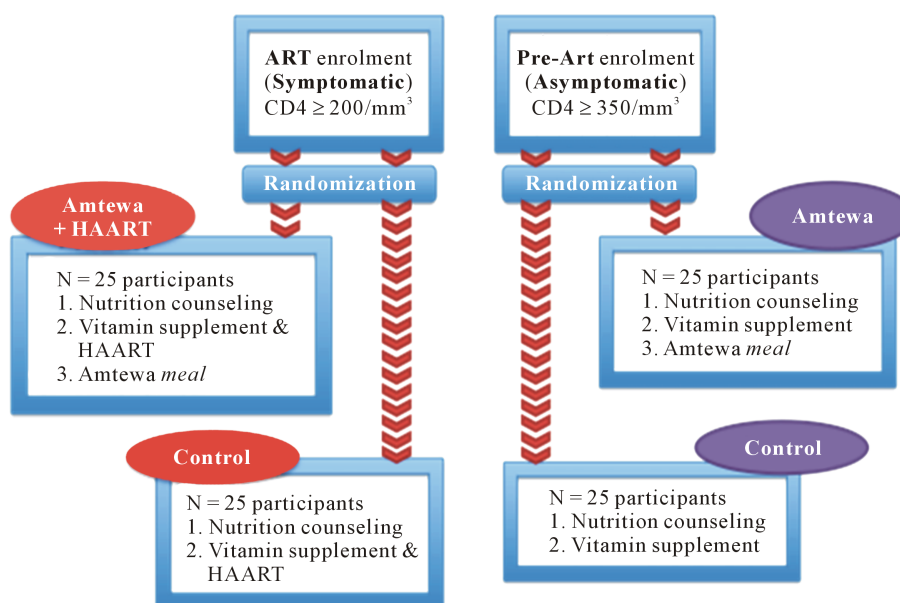 ART enrolment
(Symptomatic)
CD4 ≥ 200/mm³
Pre-Art enrolment
(Asymptomatic)
CD4 ≥ 350/mm³
Randomization
Randomization
Amtewa
+ HAART
N = 25 participants
1. Nutrition counseling
2. Vitamin supplement &
HAART
3. Amtewa meal
Amtewa
N = 25 participants
1. Nutrition counseling
2. Vitamin supplement
3. Amtewa meal
Control
N = 25 participants
1. Nutrition counseling
2. Vitamin supplement &
HAART
Control
N = 25 participants
1. Nutrition counseling
2. Vitamin supplement